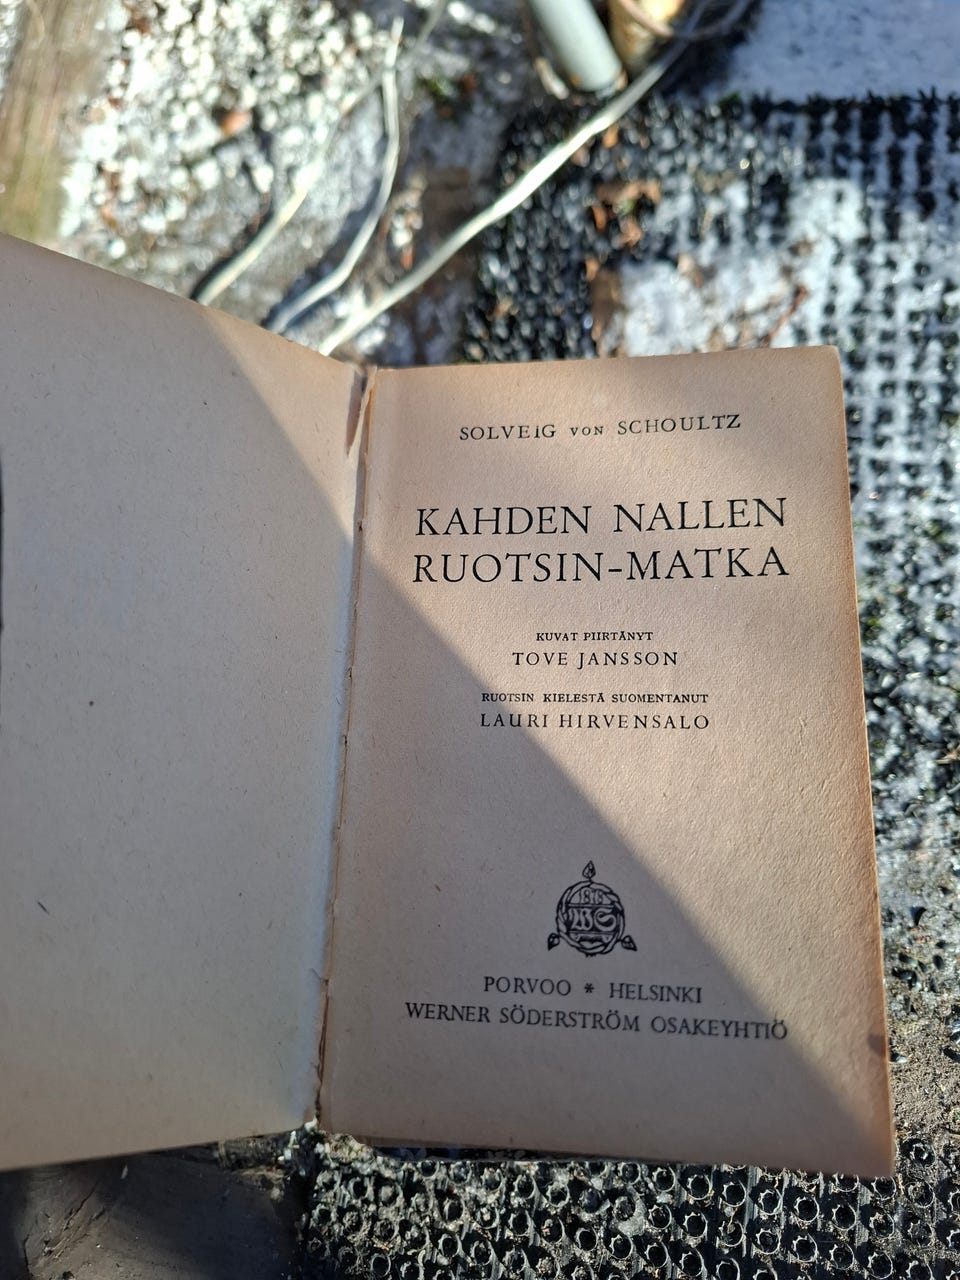 SOLVEIG VON SCHOULTZ
KAHDEN NALLEN
RUOTSIN-MATKA
KUVAT PIIRTÄNYT
TOVE JANSSON
RUOTSIN KIELESTÄ SUOMENTANUT
LAURI HIRVENSALO
1878
WS
PORVOO * HELSINKI
WERNER SÖDERSTRÖM OSAKEYHTIÖ